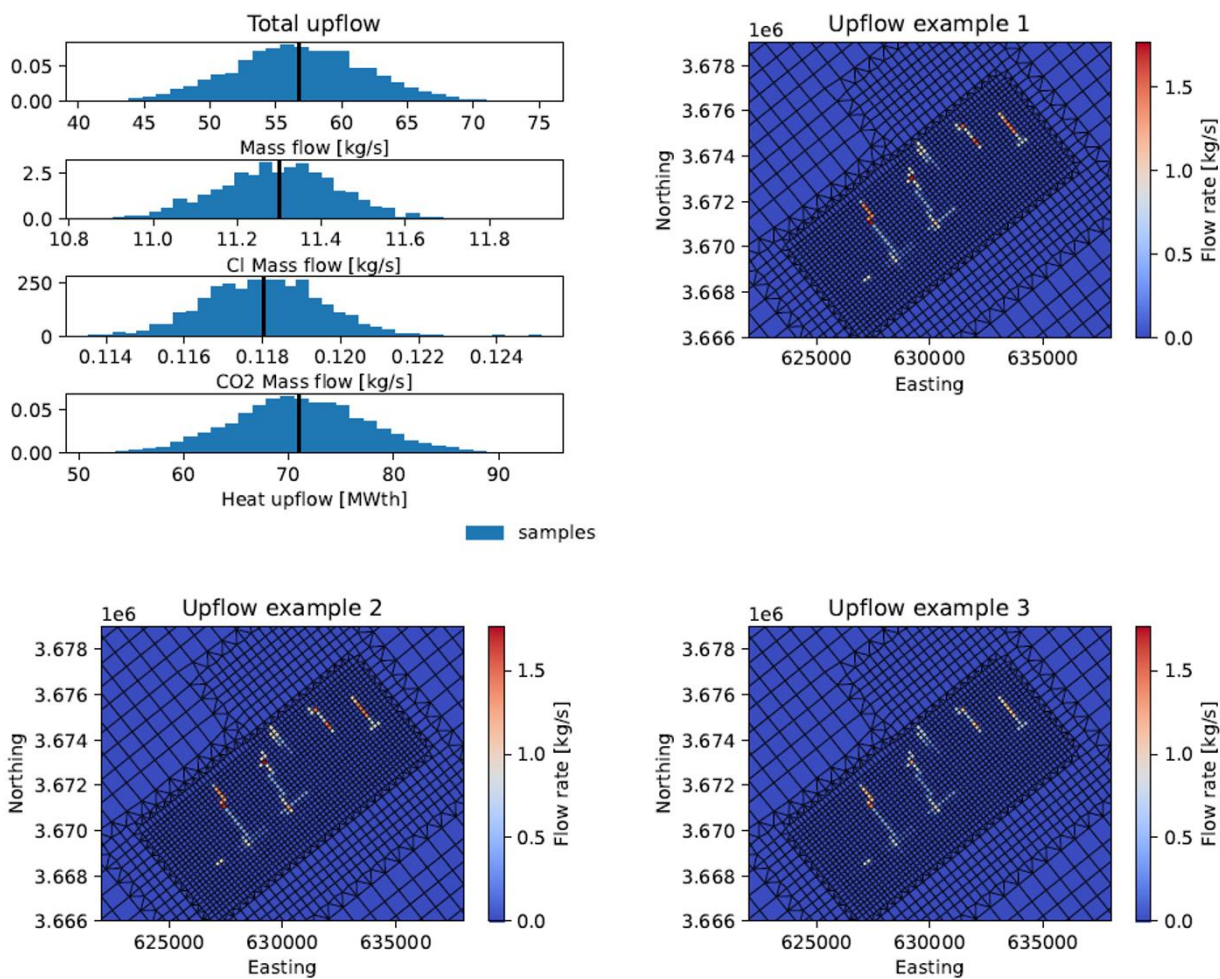 Total upflow
0.05
0.00
40 45 50 55 60 65 70 75
Mass flow [kg/s]
2.5
0.0
10.8 11.0 11.2 11.4 11.6 11.8
Cl Mass flow [kg/s]
250
0
0.114 0.116 0.118 0.120 0.122 0.124
CO2 Mass flow [kg/s]
0.05
0.00
50 60 70 80 90
Heat upflow [MWth]
samples
Upflow example 1
1e6
3.678
3.676
3.674
3.672
3.670
3.668
3.666
Northing
625000 630000 635000
Easting
1.5
1.0
0.5
0.0
Flow rate [kg/s]
Upflow example 2
1e6
3.678
3.676
3.674
3.672
3.670
3.668
3.666
Northing
625000 630000 635000
Easting
1.5
1.0
0.5
0.0
Flow rate [kg/s]
Upflow example 3
1e6
3.678
3.676
3.674
3.672
3.670
3.668
3.666
Northing
625000 630000 635000
Easting
1.5
1.0
0.5
0.0
Flow rate [kg/s]